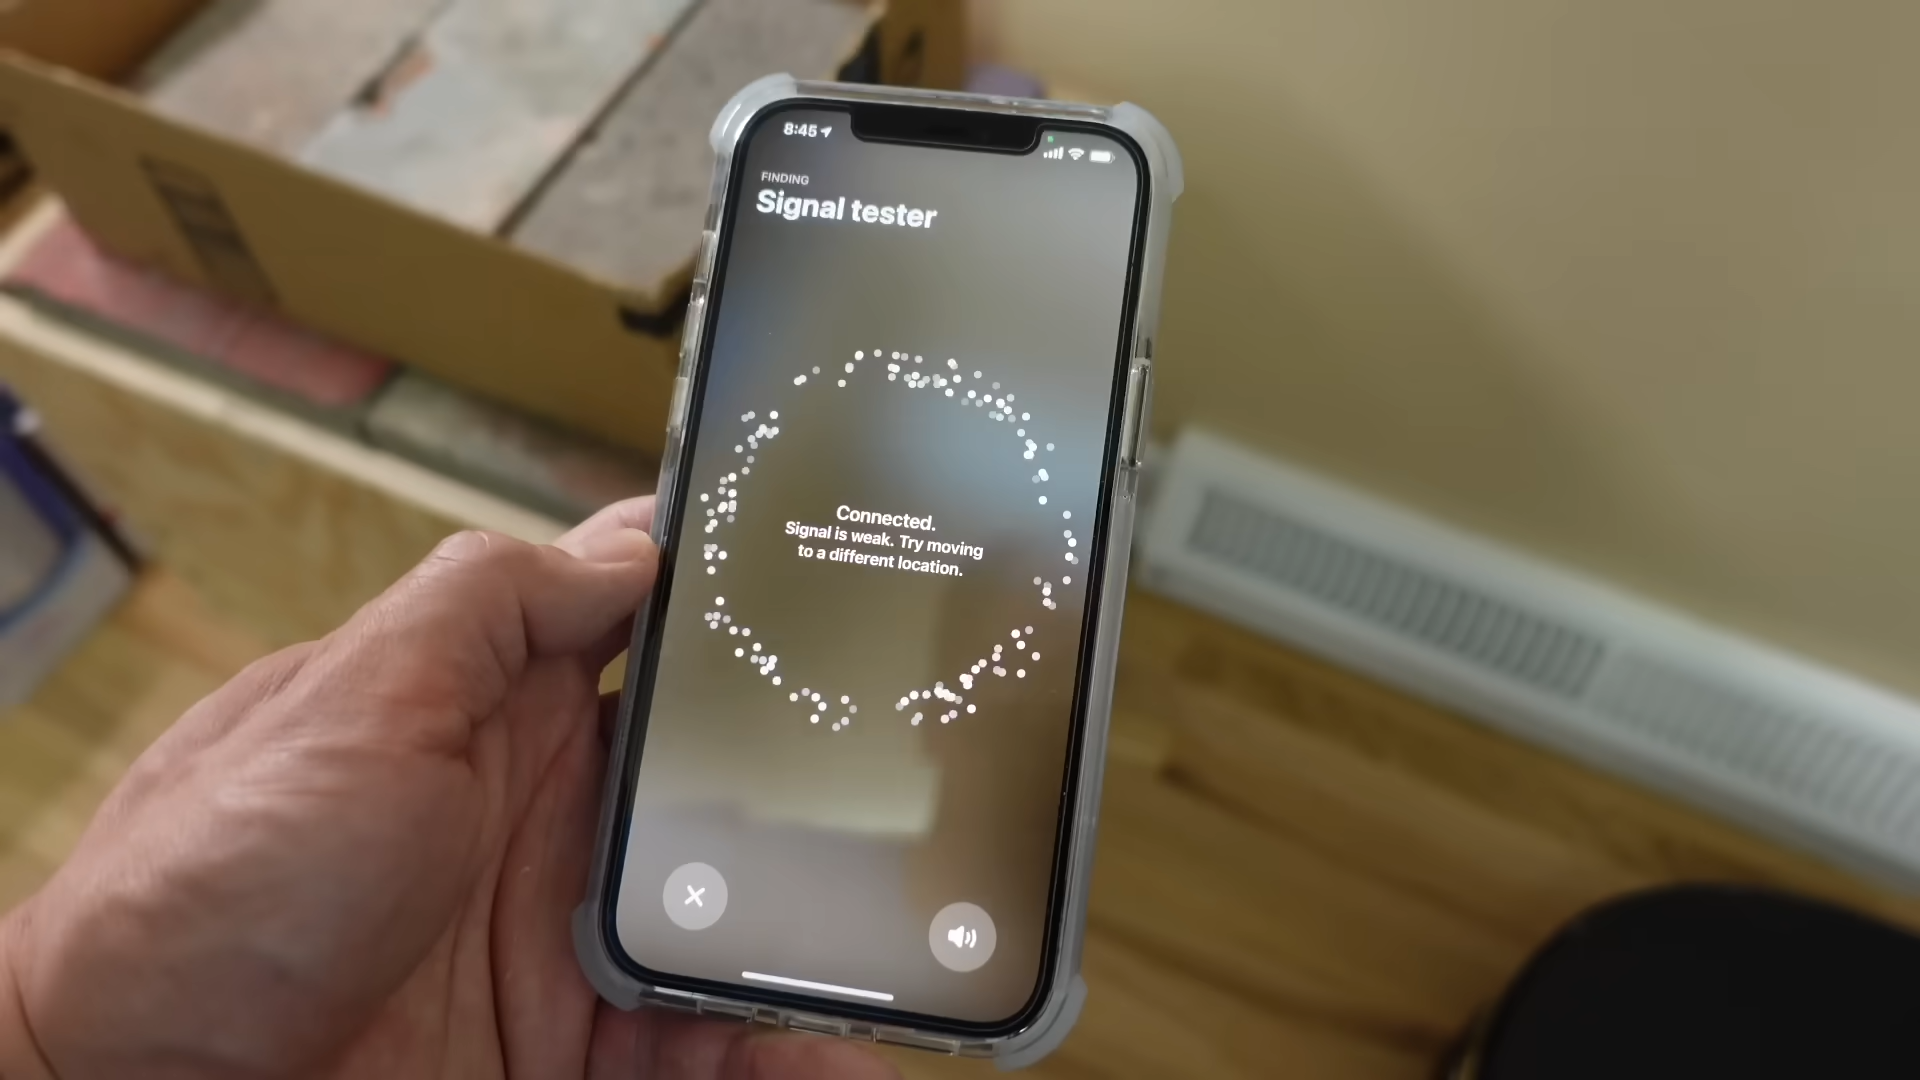 8:45
FINDING
Signal tester
Connected.
Signal is weak. Try moving
to a different location.